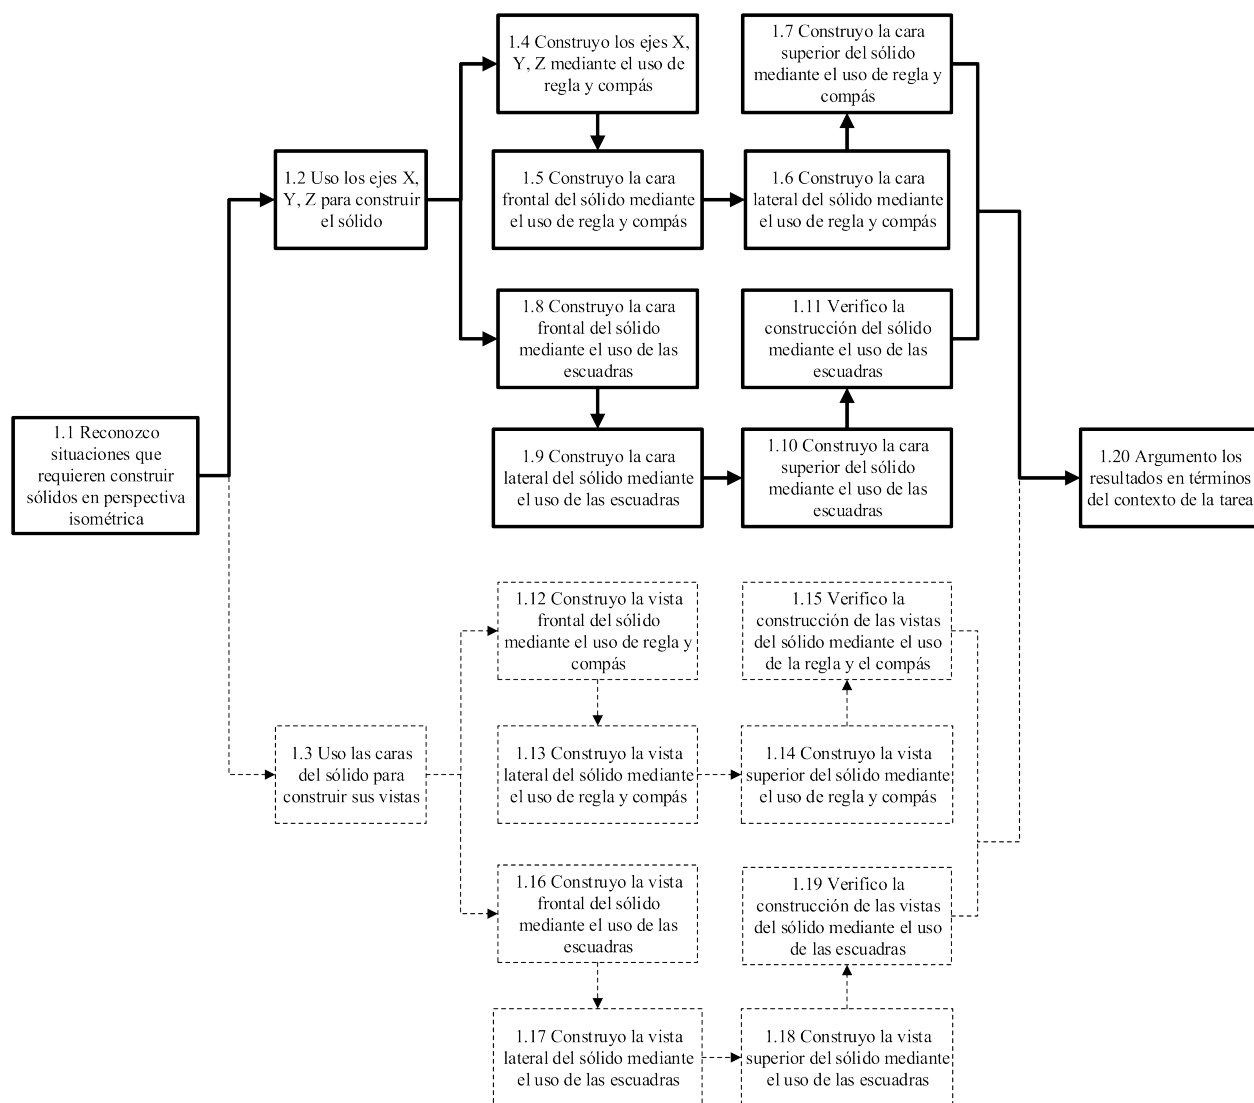 1.1 Reconozco
situaciones que
requieren construir
sólidos en perspectiva
isométrica
1.2 Uso los ejes X,
Y, Z para construir
el sólido
1.3 Uso las caras
del sólido para
construir sus vistas
1.4 Construyo los ejes X,
Y, Z mediante el uso de
regla y compás
1.5 Construyo la cara
frontal del sólido mediante
el uso de regla y compás
1.6 Construyo la cara
lateral del sólido mediante
el uso de regla y compás
1.7 Construyo la cara
superior del sólido
mediante el uso de regla y
compás
1.8 Construyo la cara
frontal del sólido
mediante el uso de las
escuadras
1.9 Construyo la cara
lateral del sólido mediante
el uso de las escuadras
1.10 Construyo la cara
superior del sólido
mediante el uso de las
escuadras
1.11 Verifico la
construcción del sólido
mediante el uso de las
escuadras
1.12 Construyo la vista
frontal del sólido
mediante el uso de regla y
compás
1.13 Construyo la vista
lateral del sólido mediante
el uso de regla y compás
1.14 Construyo la vista
superior del sólido mediante
el uso de regla y compás
1.15 Verifico la
construcción de las vistas
del sólido mediante el uso
de la regla y el compás
1.16 Construyo la vista
frontal del sólido
mediante el uso de las
escuadras
1.17 Construyo la vista
lateral del sólido mediante
el uso de las escuadras
1.18 Construyo la vista
superior del sólido mediante
el uso de las escuadras
1.19 Verifico la
construcción de las vistas
del sólido mediante el uso
de las escuadras
1.20 Argumento los
resultados en términos
del contexto de la tarea